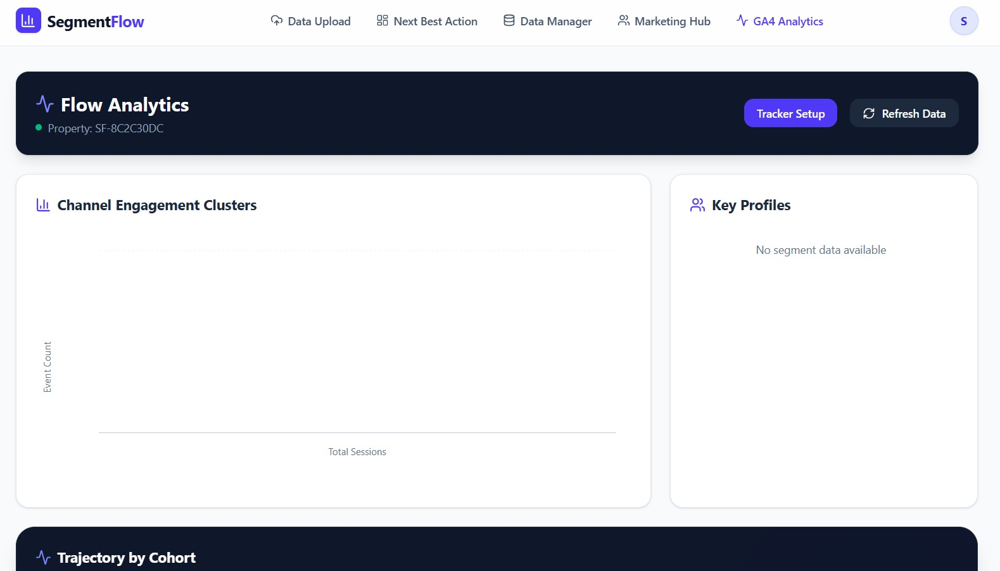 SegmentFlow
Data Upload
Next Best Action
Data Manager
Marketing Hub
GA4 Analytics
S
Flow Analytics
Property: SF-8C2C30DC
Tracker Setup
Refresh Data
Channel Engagement Clusters
Event Count
Total Sessions
Key Profiles
No segment data available
Trajectory by Cohort